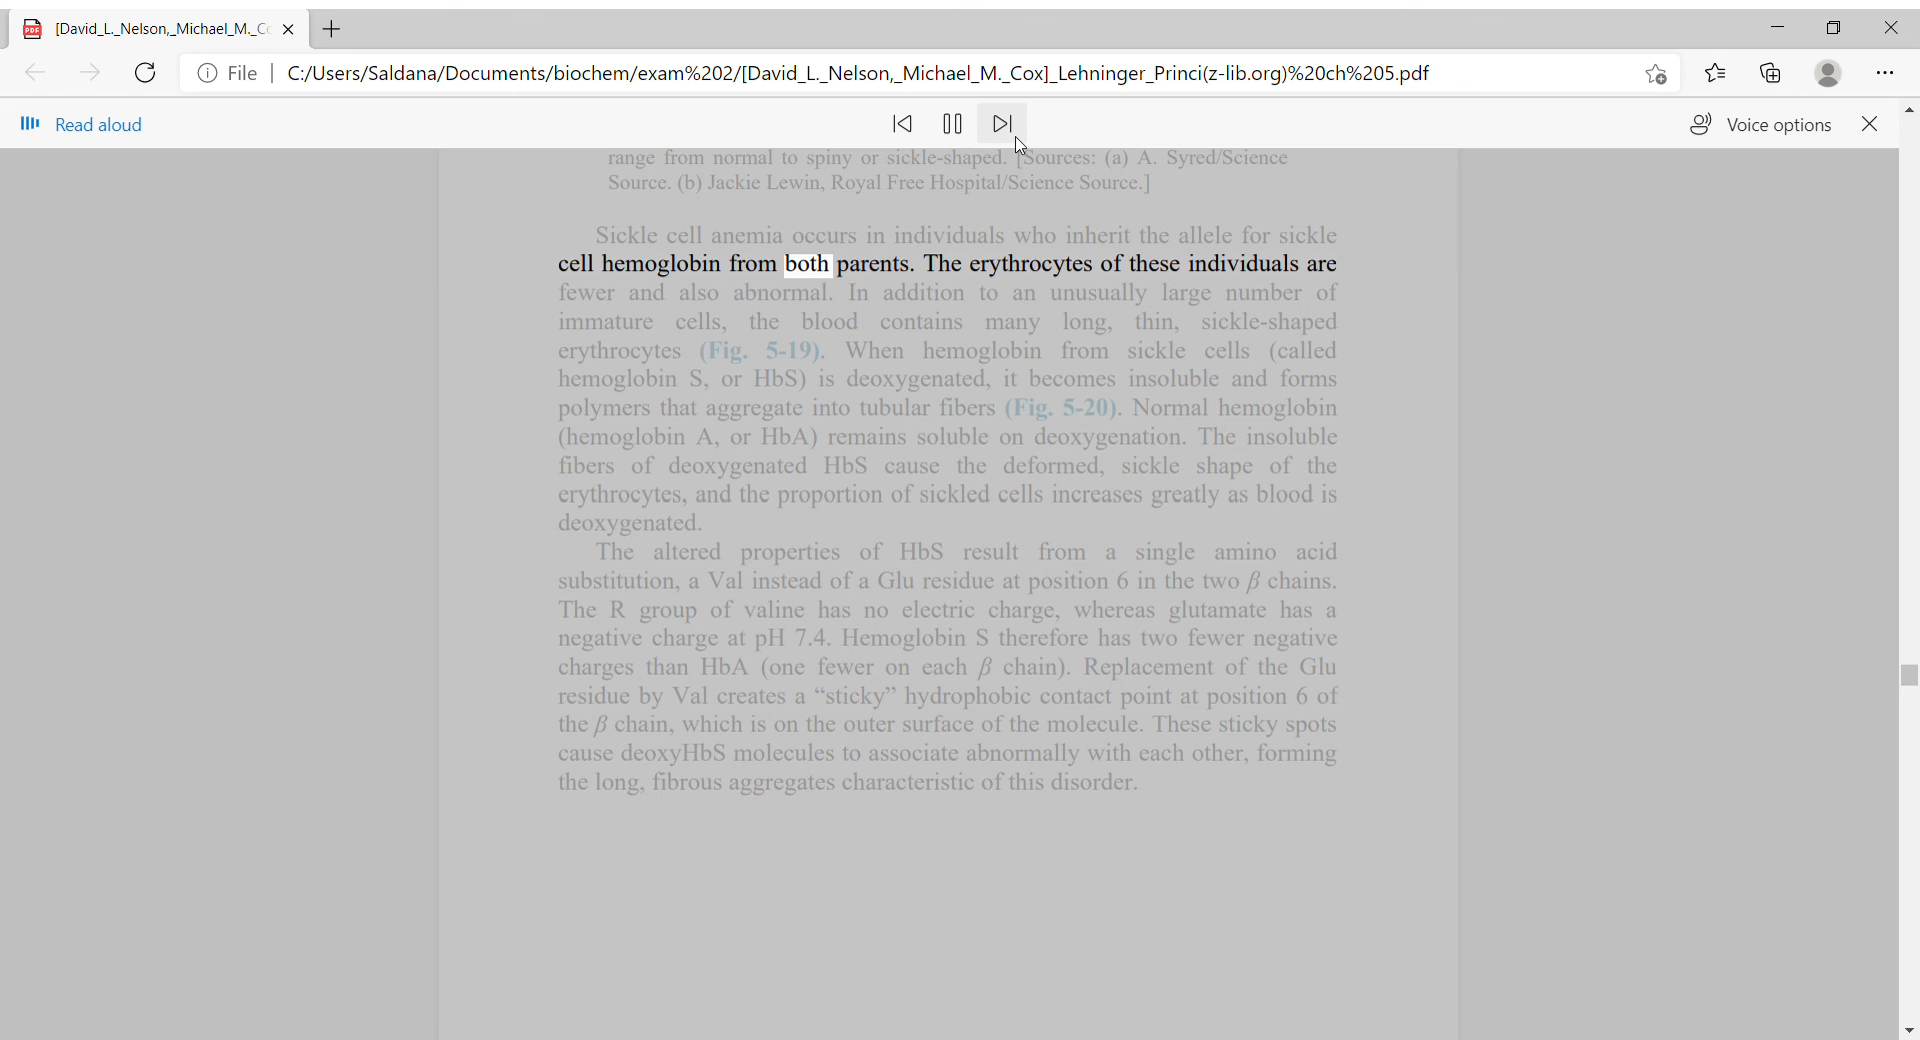 [David_L._Nelson,_Michael_M._Co
File
C:/Users/Saldana/Documents/biochem/exam%202/[David_L._Nelson,_Michael_M._Cox]_Lehninger_Princi(z-lib.org)%20ch%205.pdf
Read aloud
Voice options
range from normal to spiny or sickle-shaped. [Sources: (a) A. Syred/Science
Source. (b) Jackie Lewin, Royal Free Hospital/Science Source.]
Sickle cell anemia occurs in individuals who inherit the allele for sickle
cell hemoglobin from both parents. The erythrocytes of these individuals are
fewer and also abnormal. In addition to an unusually large number of
immature cells, the blood contains many long, thin, sickle-shaped
erythrocytes (Fig. 5-19). When hemoglobin from sickle cells (called
hemoglobin S, or HbS) is deoxygenated, it becomes insoluble and forms
polymers that aggregate into tubular fibers (Fig. 5-20). Normal hemoglobin
(hemoglobin A, or HbA) remains soluble on deoxygenation. The insoluble
fibers of deoxygenated HbS cause the deformed, sickle shape of the
erythrocytes, and the proportion of sickled cells increases greatly as blood is
deoxygenated.
The altered properties of HbS result from a single amino acid
substitution, a Val instead of a Glu residue at position 6 in the two β chains.
The R group of valine has no electric charge, whereas glutamate has a
negative charge at pH 7.4. Hemoglobin S therefore has two fewer negative
charges than HbA (one fewer on each β chain). Replacement of the Glu
residue by Val creates a “sticky” hydrophobic contact point at position 6 of
the β chain, which is on the outer surface of the molecule. These sticky spots
cause deoxyHbS molecules to associate abnormally with each other, forming
the long, fibrous aggregates characteristic of this disorder.